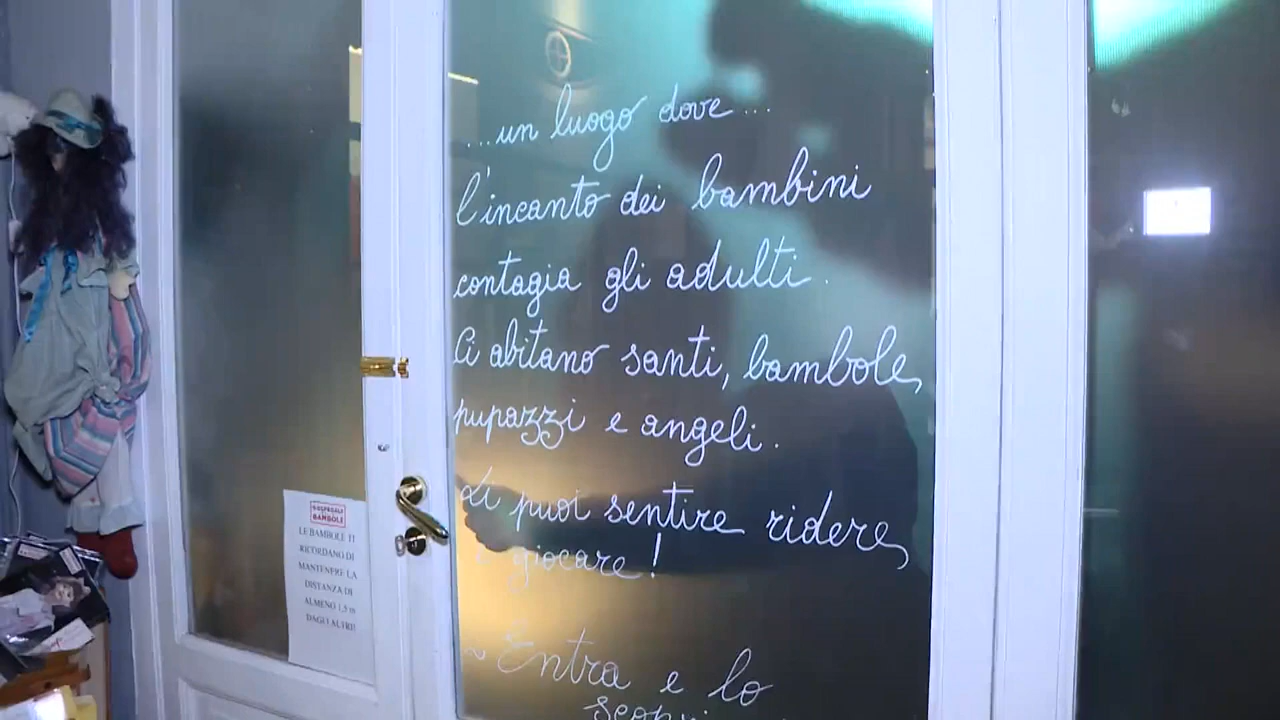 ...un luogo dove...
l'incanto dei bambini
contagia gli adulti.
Ci abitano santi, bambole,
pupazzi e angeli.
Li puoi sentire ridere,
giocare!
~ Entra e lo
OSPEDALE
BAMBOLE
LE BAMBOLE TI
RICORDANO DI
MANTENERE LA
DISTANZA DI
ALMENO 1,5 m
DAGLI ALTRI!